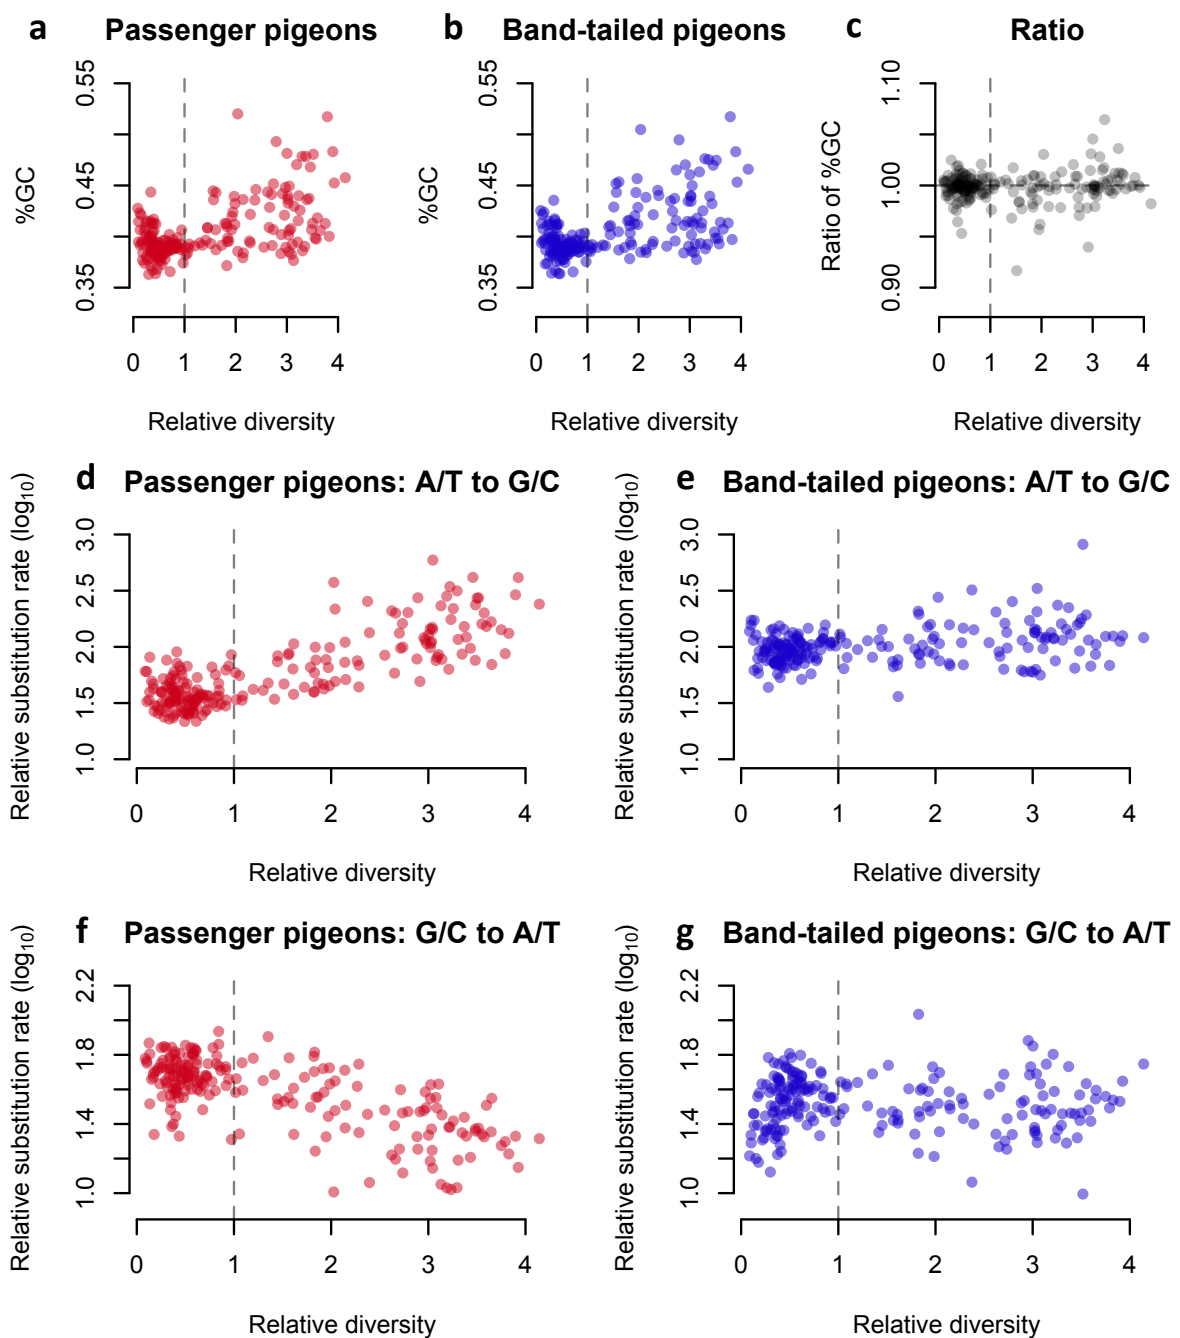 a Passenger pigeons
b Band-tailed pigeons
c Ratio
%GC
0.35 0.45 0.55
0 1 2 3 4
Relative diversity
%GC
0.35 0.45 0.55
0 1 2 3 4
Relative diversity
Ratio of %GC
0.90 1.00 1.10
0 1 2 3 4
Relative diversity
d Passenger pigeons: A/T to G/C
Relative substitution rate (log10)
1.0 1.5 2.0 2.5 3.0
0 1 2 3 4
Relative diversity
e Band-tailed pigeons: A/T to G/C
Relative substitution rate (log10)
1.0 1.5 2.0 2.5 3.0
0 1 2 3 4
Relative diversity
f Passenger pigeons: G/C to A/T
Relative substitution rate (log10)
1.0 1.4 1.8 2.2
0 1 2 3 4
Relative diversity
g Band-tailed pigeons: G/C to A/T
Relative substitution rate (log10)
1.0 1.4 1.8 2.2
0 1 2 3 4
Relative diversity